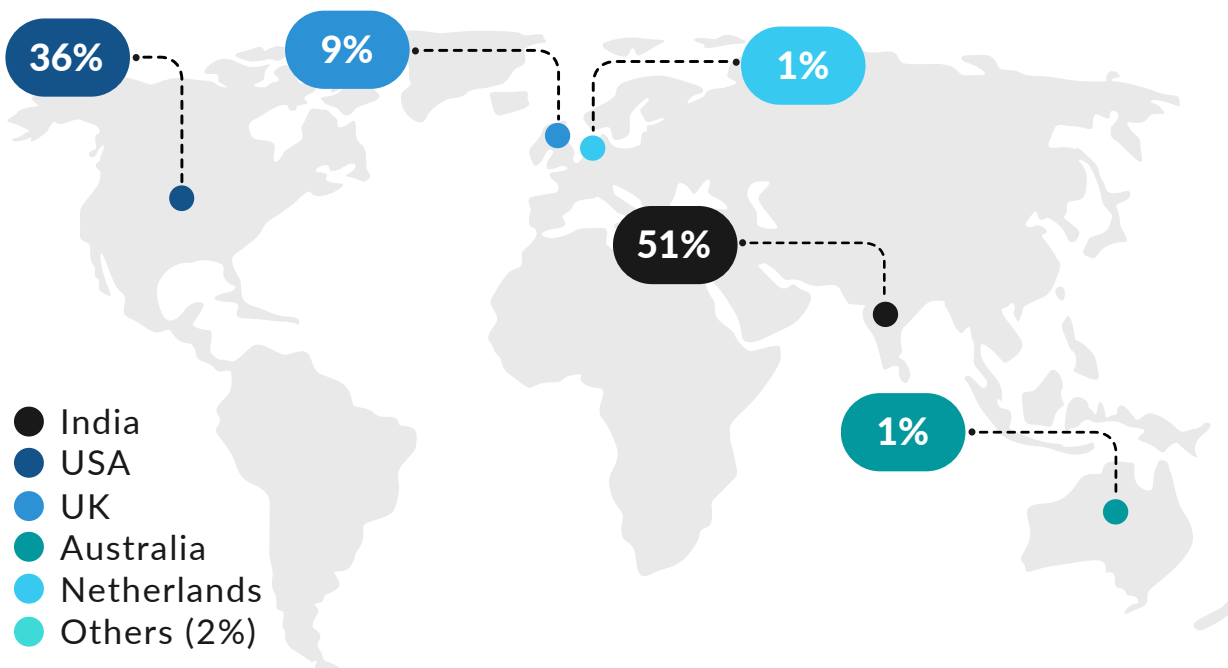 36%
9%
1%
51%
1%
India
USA
UK
Australia
Netherlands
Others (2%)